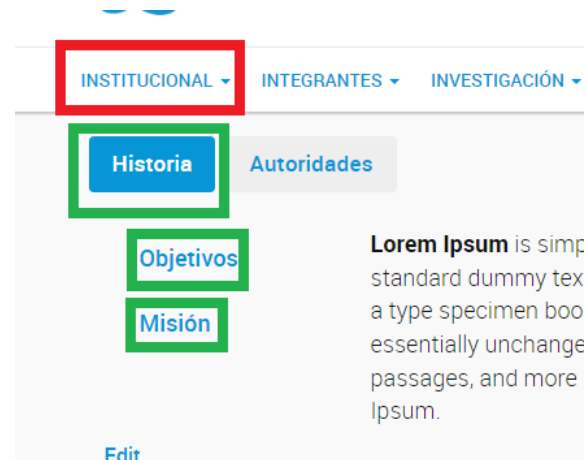 INSTITUCIONAL INTEGRANTES INVESTIGACIÓN
Historia Autoridades
Objetivos
Misión
Lorem Ipsum is simp
standard dummy tex
a type specimen boo
essentially unchange
passages, and more
Ipsum.
Edit